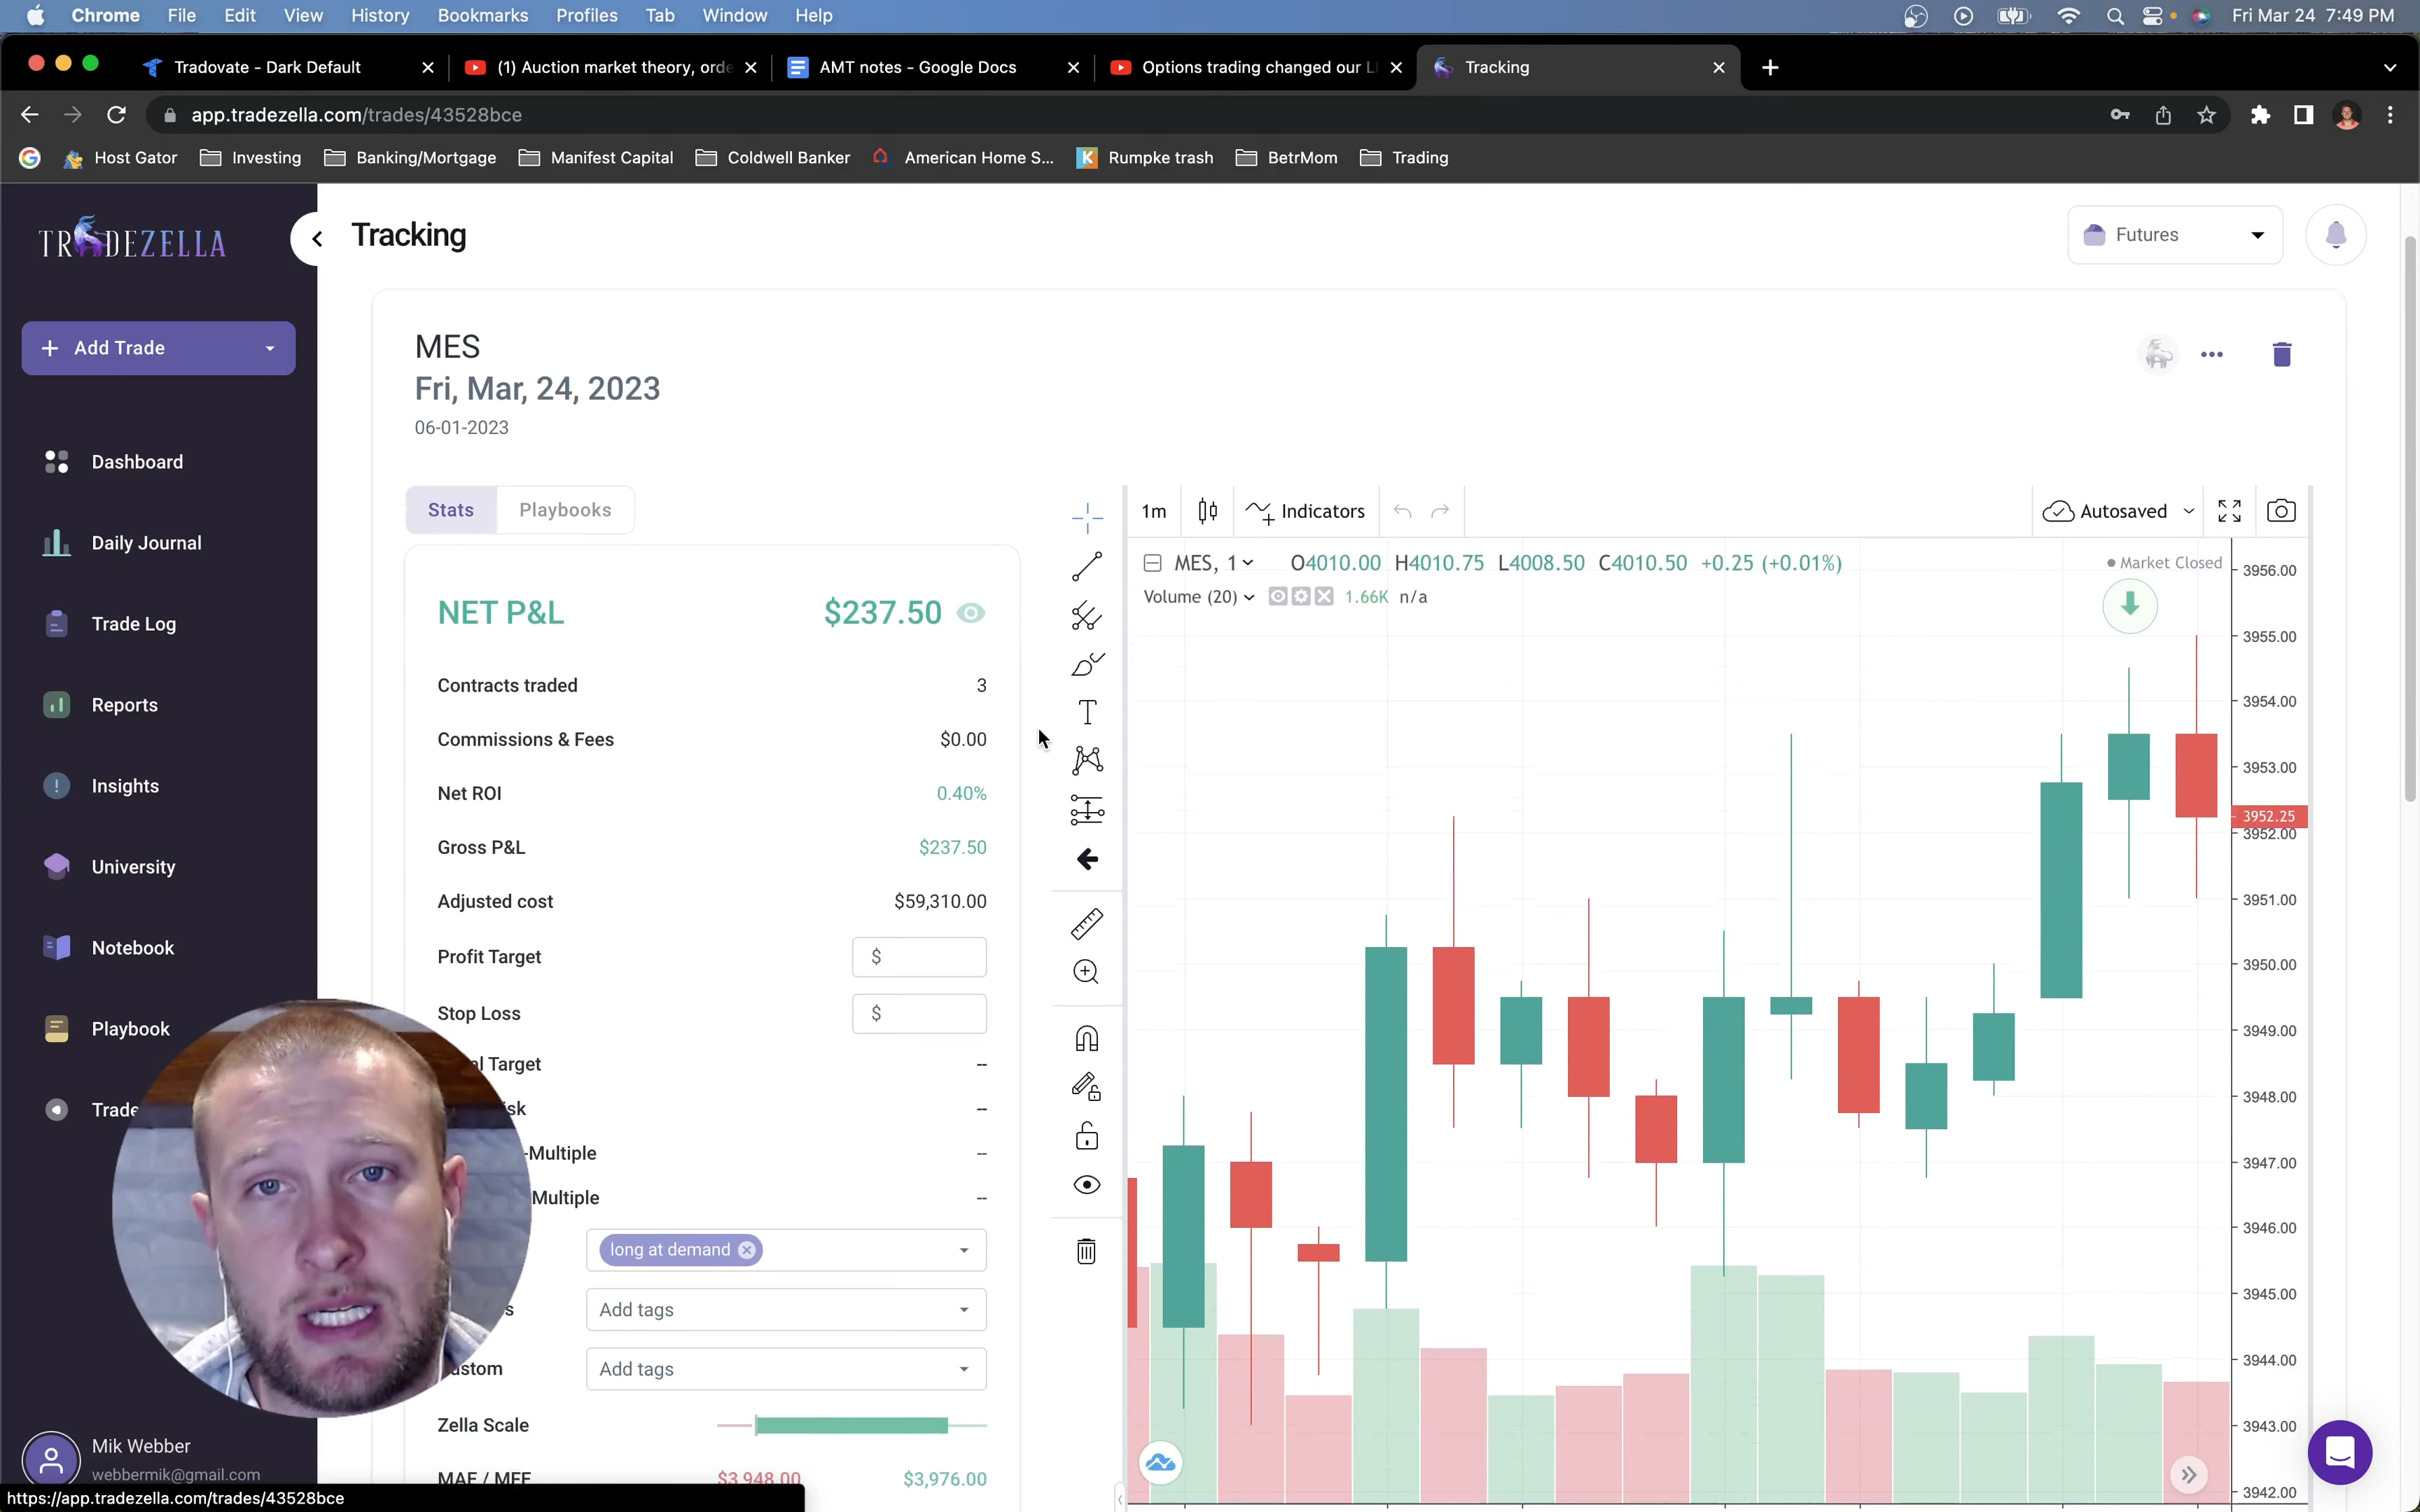 Chrome File Edit View History Bookmarks Profiles Tab Window Help Fri Mar 24 7:49 PM
Tradovate - Dark Default
(1) Auction market theory, orde
AMT notes - Google Docs
Options trading changed our LI
Tracking
app.tradezella.com/trades/43528bce
Host Gator Investing Banking/Mortgage Manifest Capital Coldwell Banker American Home S... Rumpke trash BetrMom Trading
TRADEZELLA
Tracking
Futures
Add Trade
Dashboard
Daily Journal
Trade Log
Reports
Insights
University
Notebook
Playbook
Trade
Mik Webber
webbermik@gmail.com
https://app.tradezella.com/trades/43528bce
MES
Fri, Mar, 24, 2023
06-01-2023
Stats Playbooks
NET P&L $237.50
Contracts traded 3
Commissions & Fees $0.00
Net ROI 0.40%
Gross P&L $237.50
Adjusted cost $59,310.00
Profit Target $
Stop Loss $
l Target --
sk --
-Multiple --
Multiple --
long at demand
s Add tags
ustom Add tags
Zella Scale
MAE / MFE $3,948.00 $3,976.00
1m Indicators Autosaved
MES, 1 O4010.00 H4010.75 L4008.50 C4010.50 +0.25 (+0.01%) Market Closed
Volume (20) 1.66K n/a
3956.00
3955.00
3954.00
3953.00
3952.25
3952.00
3951.00
3950.00
3949.00
3948.00
3947.00
3946.00
3945.00
3944.00
3943.00
3942.00